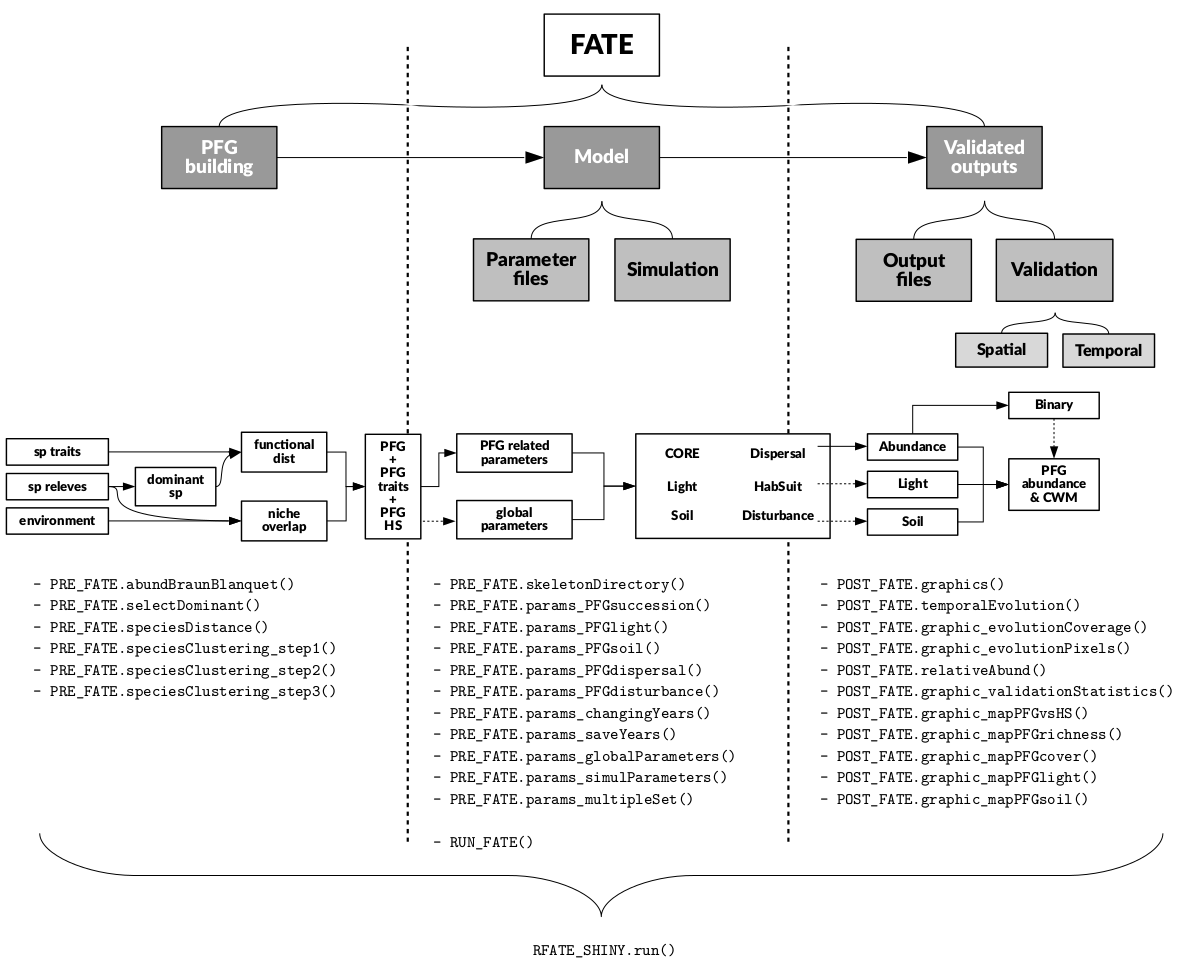 FATE
PFG
building
Model
Validated
outputs
Parameter
files
Simulation
Output
files
Validation
Spatial
Temporal
sp traits
sp releves
environment
dominant
sp
functional
dist
niche
overlap
PFG
+
PFG
traits
+
PFG
HS
PFG related
parameters
global
parameters
CORE
Dispersal
Light
HabSuit
Soil
Disturbance
Abundance
Light
Soil
Binary
PFG
abundance
& CWM
- PRE_FATE.abundBraunBlanquet()
- PRE_FATE.selectDominant()
- PRE_FATE.speciesDistance()
- PRE_FATE.speciesClustering_step1()
- PRE_FATE.speciesClustering_step2()
- PRE_FATE.speciesClustering_step3()
- PRE_FATE.skeletonDirectory()
- PRE_FATE.params_PFGsuccession()
- PRE_FATE.params_PFGlight()
- PRE_FATE.params_PFGsoil()
- PRE_FATE.params_PFGdispersal()
- PRE_FATE.params_PFGdisturbance()
- PRE_FATE.params_changingYears()
- PRE_FATE.params_saveYears()
- PRE_FATE.params_globalParameters()
- PRE_FATE.params_simulParameters()
- PRE_FATE.params_multipleSet()
- RUN_FATE()
- POST_FATE.graphics()
- POST_FATE.temporalEvolution()
- POST_FATE.graphic_evolutionCoverage()
- POST_FATE.graphic_evolutionPixels()
- POST_FATE.relativeAbund()
- POST_FATE.graphic_validationStatistics()
- POST_FATE.graphic_mapPFGvsHS()
- POST_FATE.graphic_mapPFGrichness()
- POST_FATE.graphic_mapPFGcover()
- POST_FATE.graphic_mapPFGlight()
- POST_FATE.graphic_mapPFGsoil()
RFATE_SHINY.run()